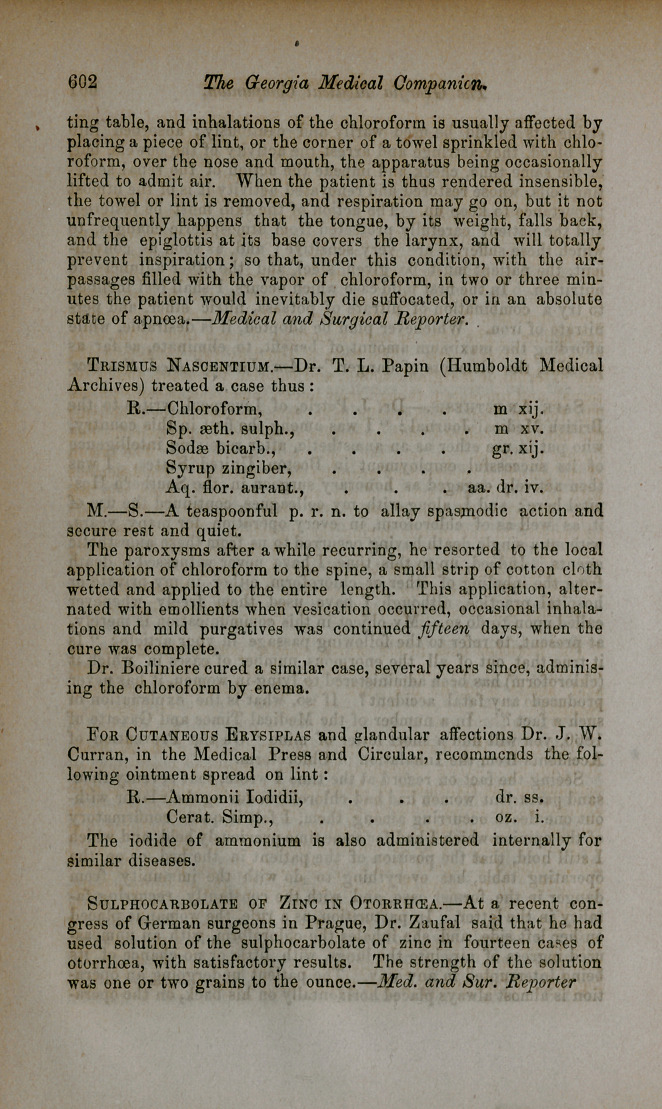 602 The Georgia Medical Companion.
ting table, and inhalations of the chloroform is usually affected by
placing a piece of lint, or the corner of a towel sprinkled with chlo-
roform, over the nose and mouth, the apparatus being occasionally
lifted to admit air. When the patient is thus rendered insensible,
the towel or lint is removed, and respiration may go on, but it not
unfrequently happens that the tongue, by its weight, falls back,
and the epiglottis at its base covers the larynx, and will totally
prevent inspiration; so that, under this condition, with the air-
passages filled with the vapor of chloroform, in two or three min-
utes the patient would inevitably die suffocated, or in an absolute
state of apnœa.—Medical and Surgical Reporter.
TRISMUS NASCENTIUM.—Dr. T. L. Papin (Humboldt Medical
Archives) treated a case thus:
R.—Chloroform, . . . . m xij.
Sp. æth. sulph., . . . . m xv.
Sodæ bicarb., . . . . gr. xij.
Syrup zingiber, . . . .
Aq. flor. aurant., . . . aa. dr. iv.
M.—S.—A teaspoonful p. r. n. to allay spasmodic action and
secure rest and quiet.
The paroxysms after a while recurring, he resorted to the local
application of chloroform to the spine, a small strip of cotton cloth
wetted and applied to the entire length. This application, alter-
nated with emollients when vesication occurred, occasional inhala-
tions and mild purgatives was continued fifteen days, when the
cure was complete.
Dr. Boiliniere cured a similar case, several years since, adminis-
ing the chloroform by enema.
FOR CUTANEOUS ERYSIPLAS and glandular affections Dr. J. W.
Curran, in the Medical Press and Circular, recommends the fol-
lowing ointment spread on lint:
R.—Ammonii Iodidii, . . . dr. ss.
Cerat. Simp., . . . . oz. i.
The iodide of ammonium is also administered internally for
similar diseases.
SULPHOCARBOLATE OF ZINC IN OTORRHŒA.—At a recent con-
gress of German surgeons in Prague, Dr. Zaufal said that he had
used solution of the sulphocarbolate of zinc in fourteen cases of
otorrhœa, with satisfactory results. The strength of the solution
was one or two grains to the ounce.—Med. and Sur. Reporter